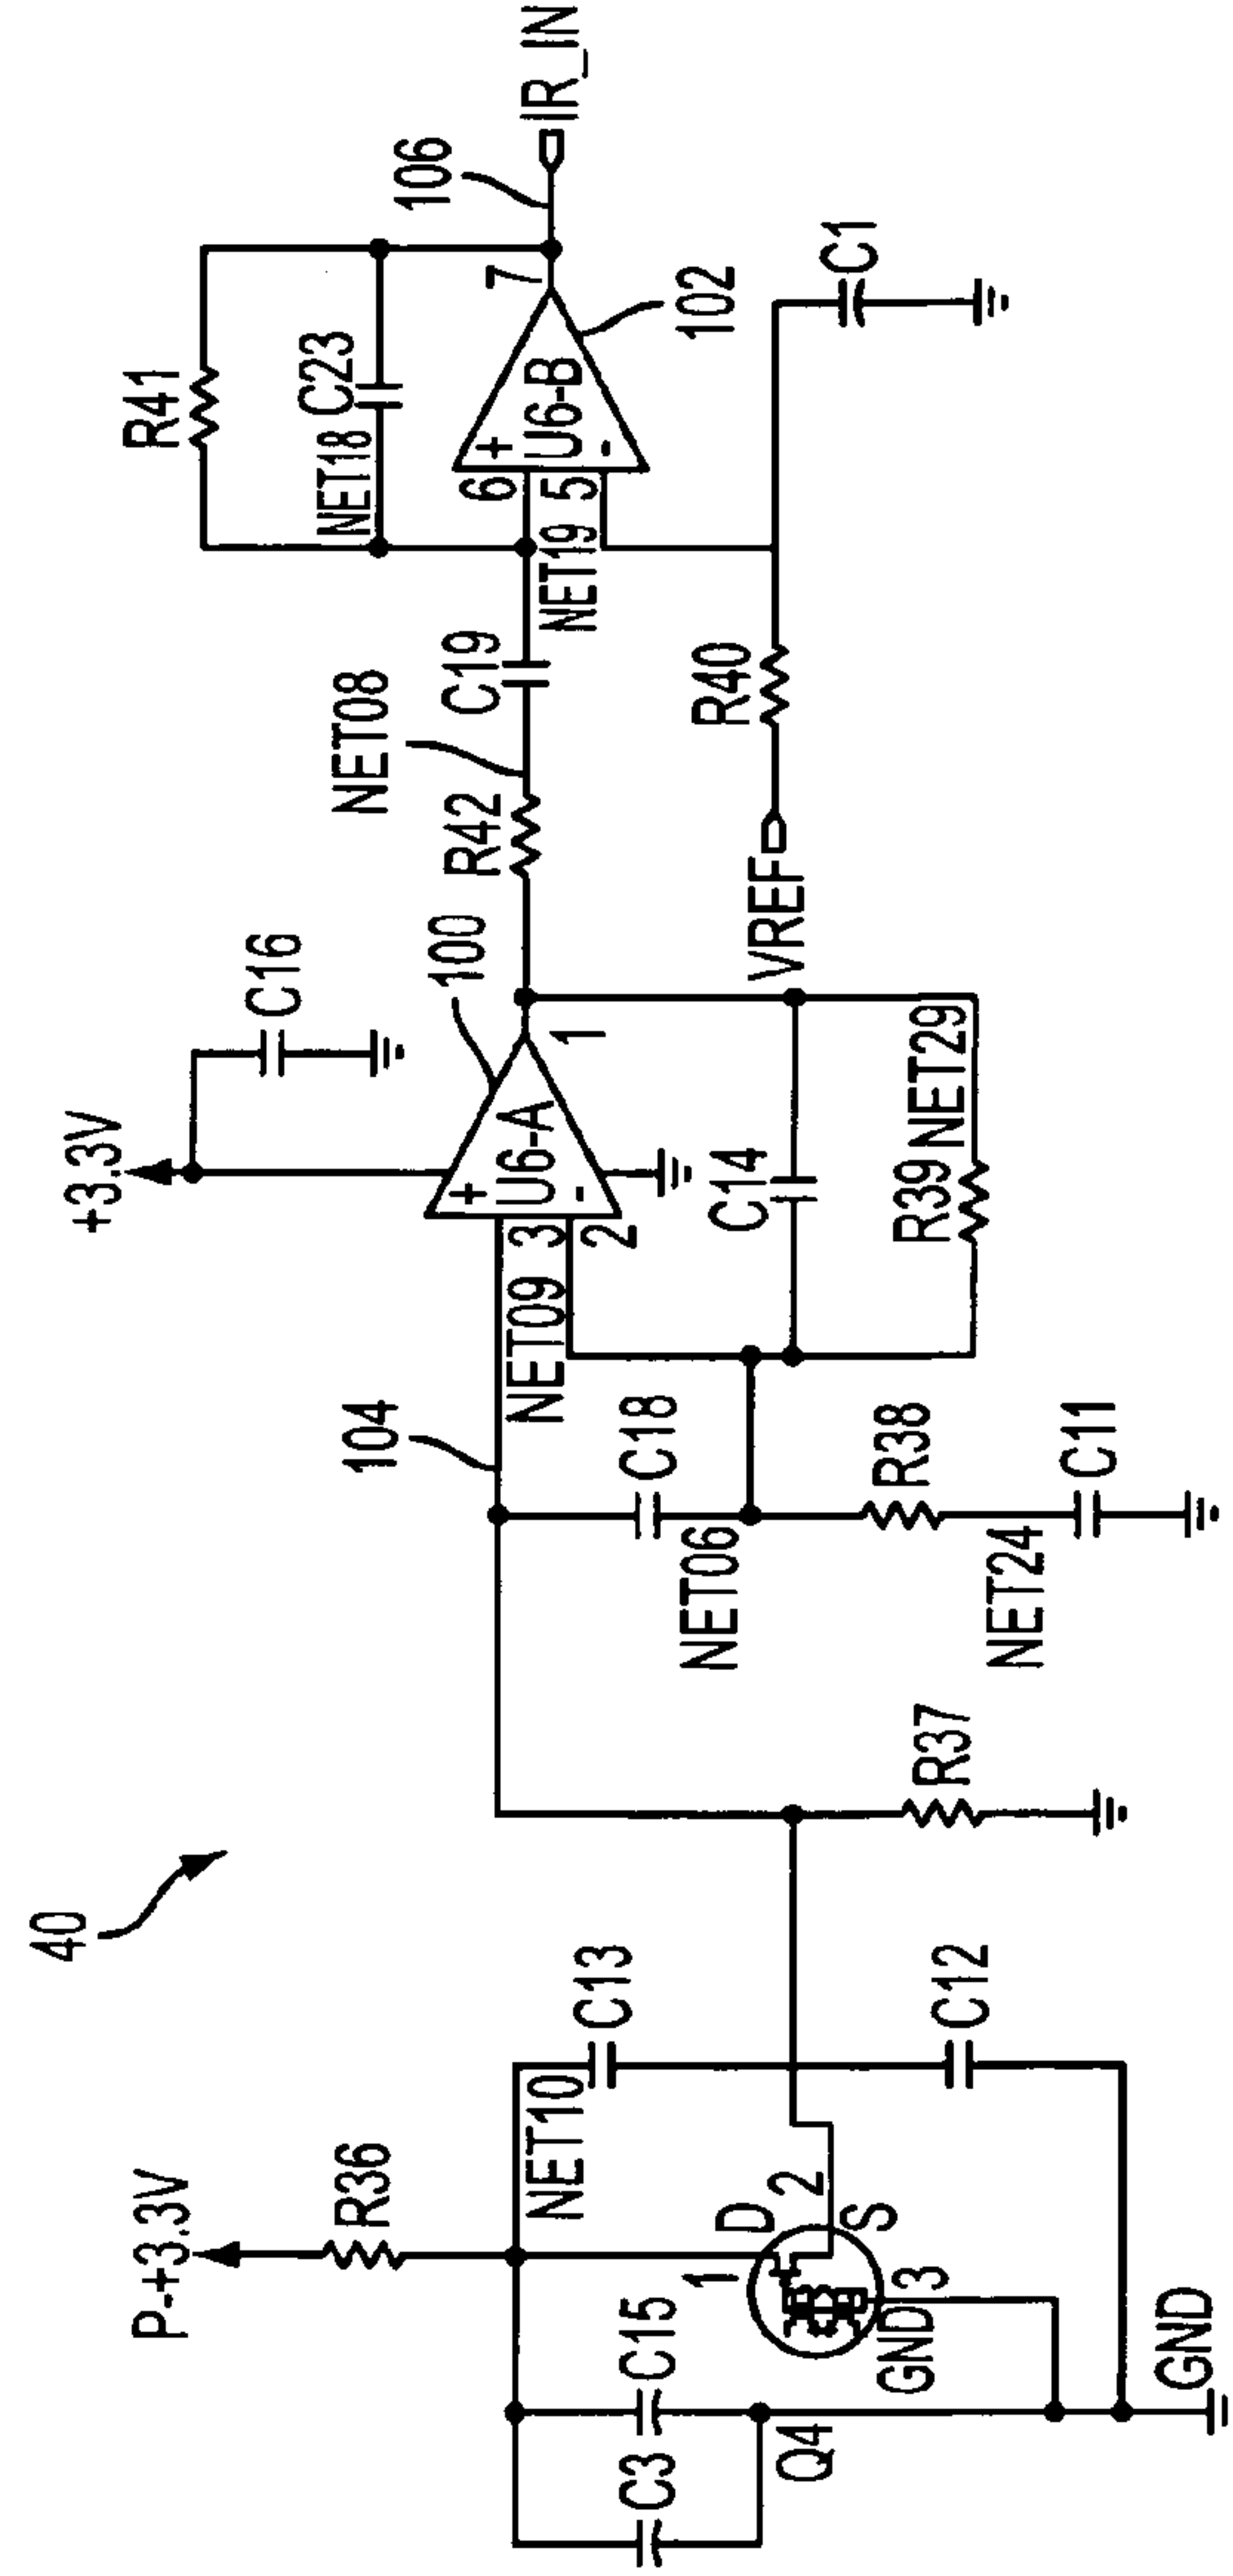 40
P-+3.3V
R36
NET10
C13
C12
C15
C3
Q4
D
1
2
S
GND
3
GND
R37
104
NET09
C18
NET06
R38
NET24
C11
+3.3V
C16
100
+
U6-A
-
3
2
1
C14
R39
NET29
R42
NET08
C19
NET19
VREF
R40
C1
R41
C23
NET18
6
5
+
U6-B
-
7
102
106
IR_IN